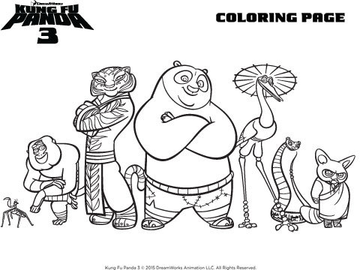 DreamWorks
KUNG FU
PANDA
3
COLORING PAGE
Kung Fu Panda 3 © 2015 DreamWorks Animation LLC. All Rights Reserved.